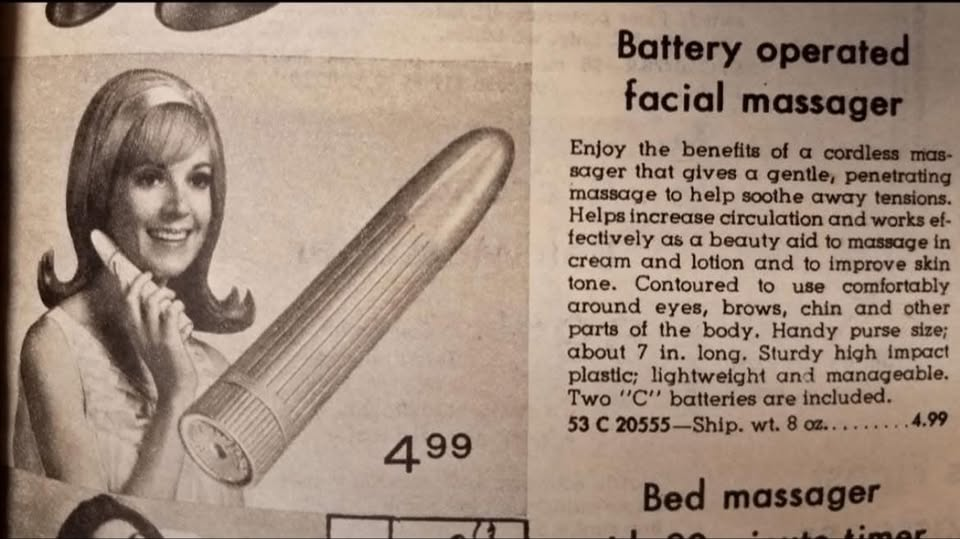 Battery operated
facial massager
Enjoy the benefits of a cordless mas-
sager that gives a gentle, penetrating
massage to help soothe away tensions.
Helps increase circulation and works ef-
fectively as a beauty aid to massage in
cream and lotion and to improve skin
tone. Contoured to use comfortably
around eyes, brows, chin and other
parts of the body. Handy purse size;
about 7 in. long. Sturdy high impact
plastic; lightweight and manageable.
Two "C" batteries are included.
53 C 20555—Ship. wt. 8 oz.........4.99
4.99
Bed massager